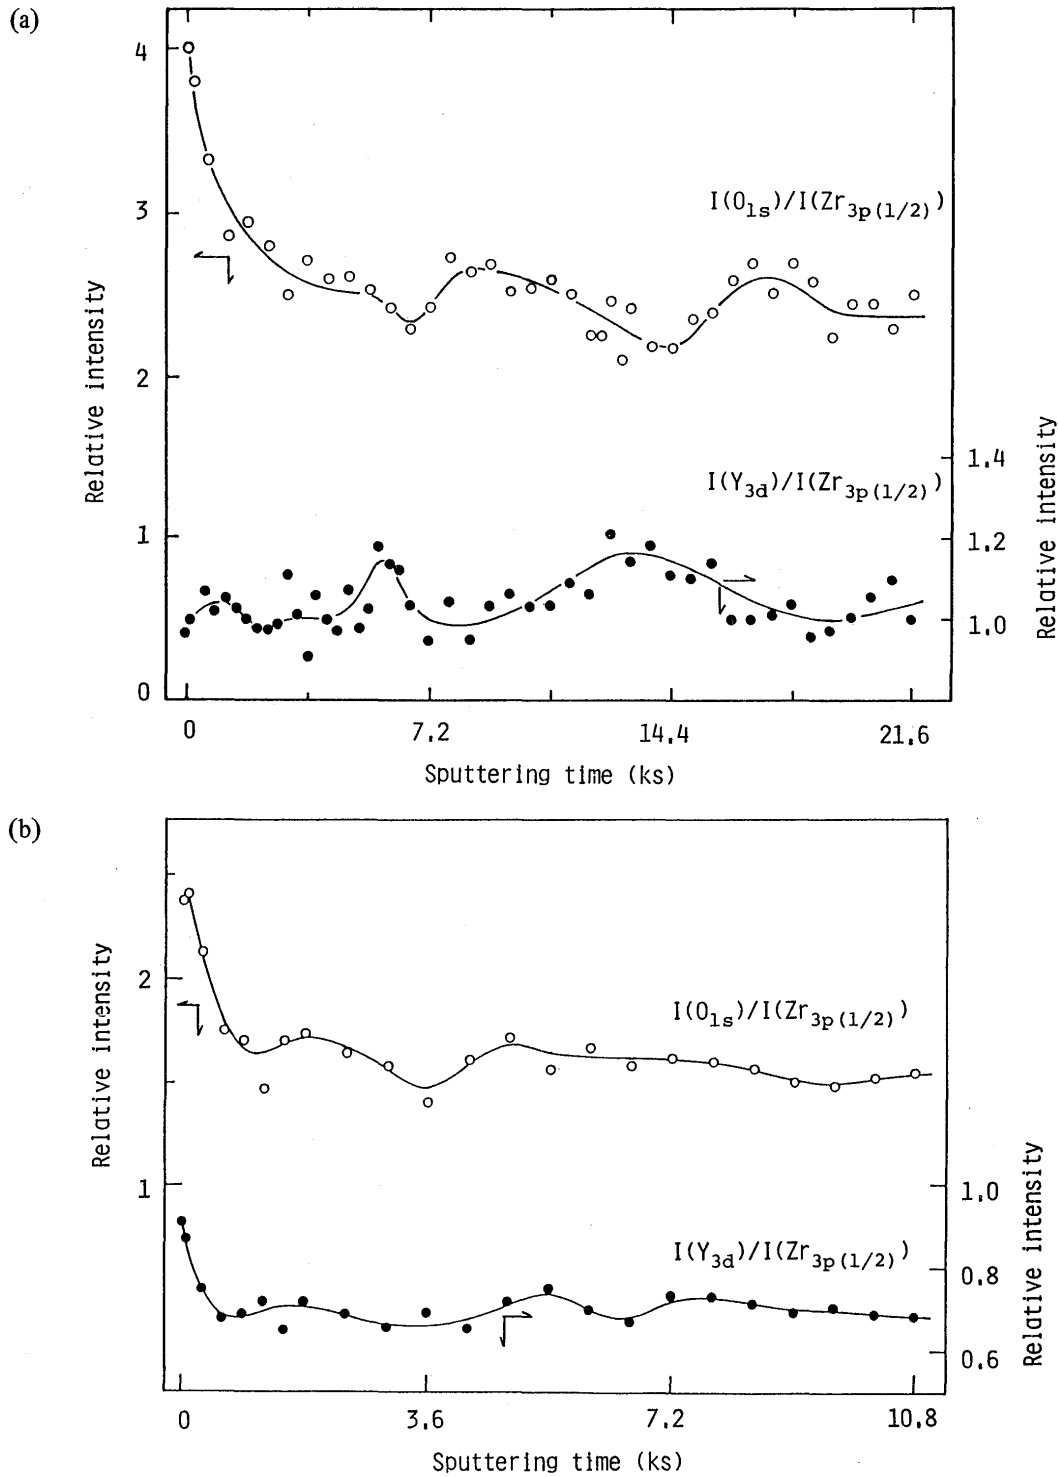 (a)
4
3
2
1
0
Relative intensity
I(O1s)/I(Zr3p(1/2))
I(Y3d)/I(Zr3p(1/2))
1.4
1.2
1.0
Relative intensity
0 7.2 14.4 21.6
Sputtering time (ks)
(b)
2
1
Relative intensity
I(O1s)/I(Zr3p(1/2))
I(Y3d)/I(Zr3p(1/2))
1.0
0.8
0.6
Relative intensity
0 3.6 7.2 10.8
Sputtering time (ks)